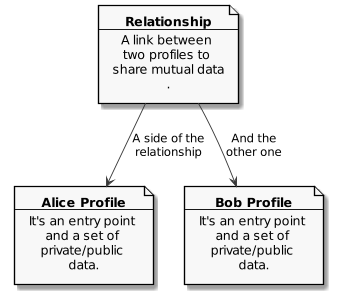 Relationship
A link between
two profiles to
share mutual data
.
A side of the
relationship
And the
other one
Alice Profile
It's an entry point
and a set of
private/public
data.
Bob Profile
It's an entry point
and a set of
private/public
data.